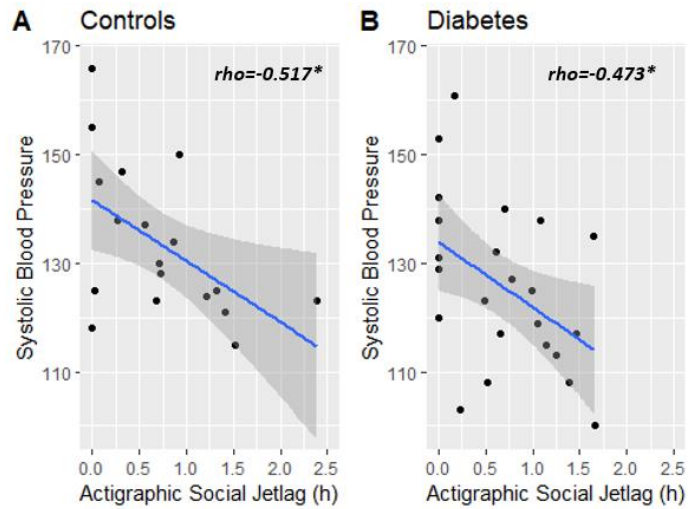 A Controls
rho=-0.517*
170
150
130
110
Systolic Blood Pressure
0.0 0.5 1.0 1.5 2.0 2.5
Actigraphic Social Jetlag (h)
B Diabetes
rho=-0.473*
170
150
130
110
Systolic Blood Pressure
0.0 0.5 1.0 1.5 2.0 2.5
Actigraphic Social Jetlag (h)